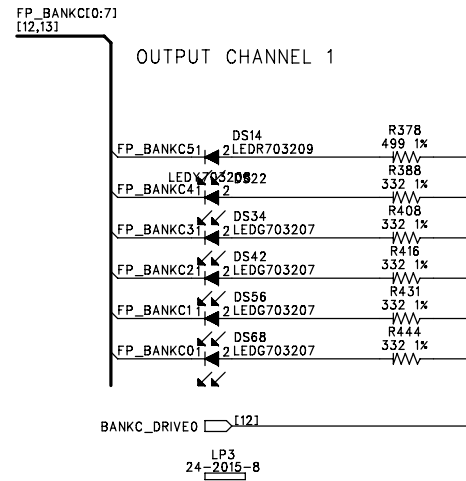 FP_BANKC[0:7]
[12,13]
OUTPUT CHANNEL 1
FP_BANKC5 1 DS14 2 LEDR703209 R378 499 1%
FP_BANKC4 1 LEDY703208 DS22 2 R388 332 1%
FP_BANKC3 1 DS34 2 LEDG703207 R408 332 1%
FP_BANKC2 1 DS42 2 LEDG703207 R416 332 1%
FP_BANKC1 1 DS56 2 LEDG703207 R431 332 1%
FP_BANKC0 1 DS68 2 LEDG703207 R444 332 1%
BANKC_DRIVE0 [12]
LP3
24-2015-8